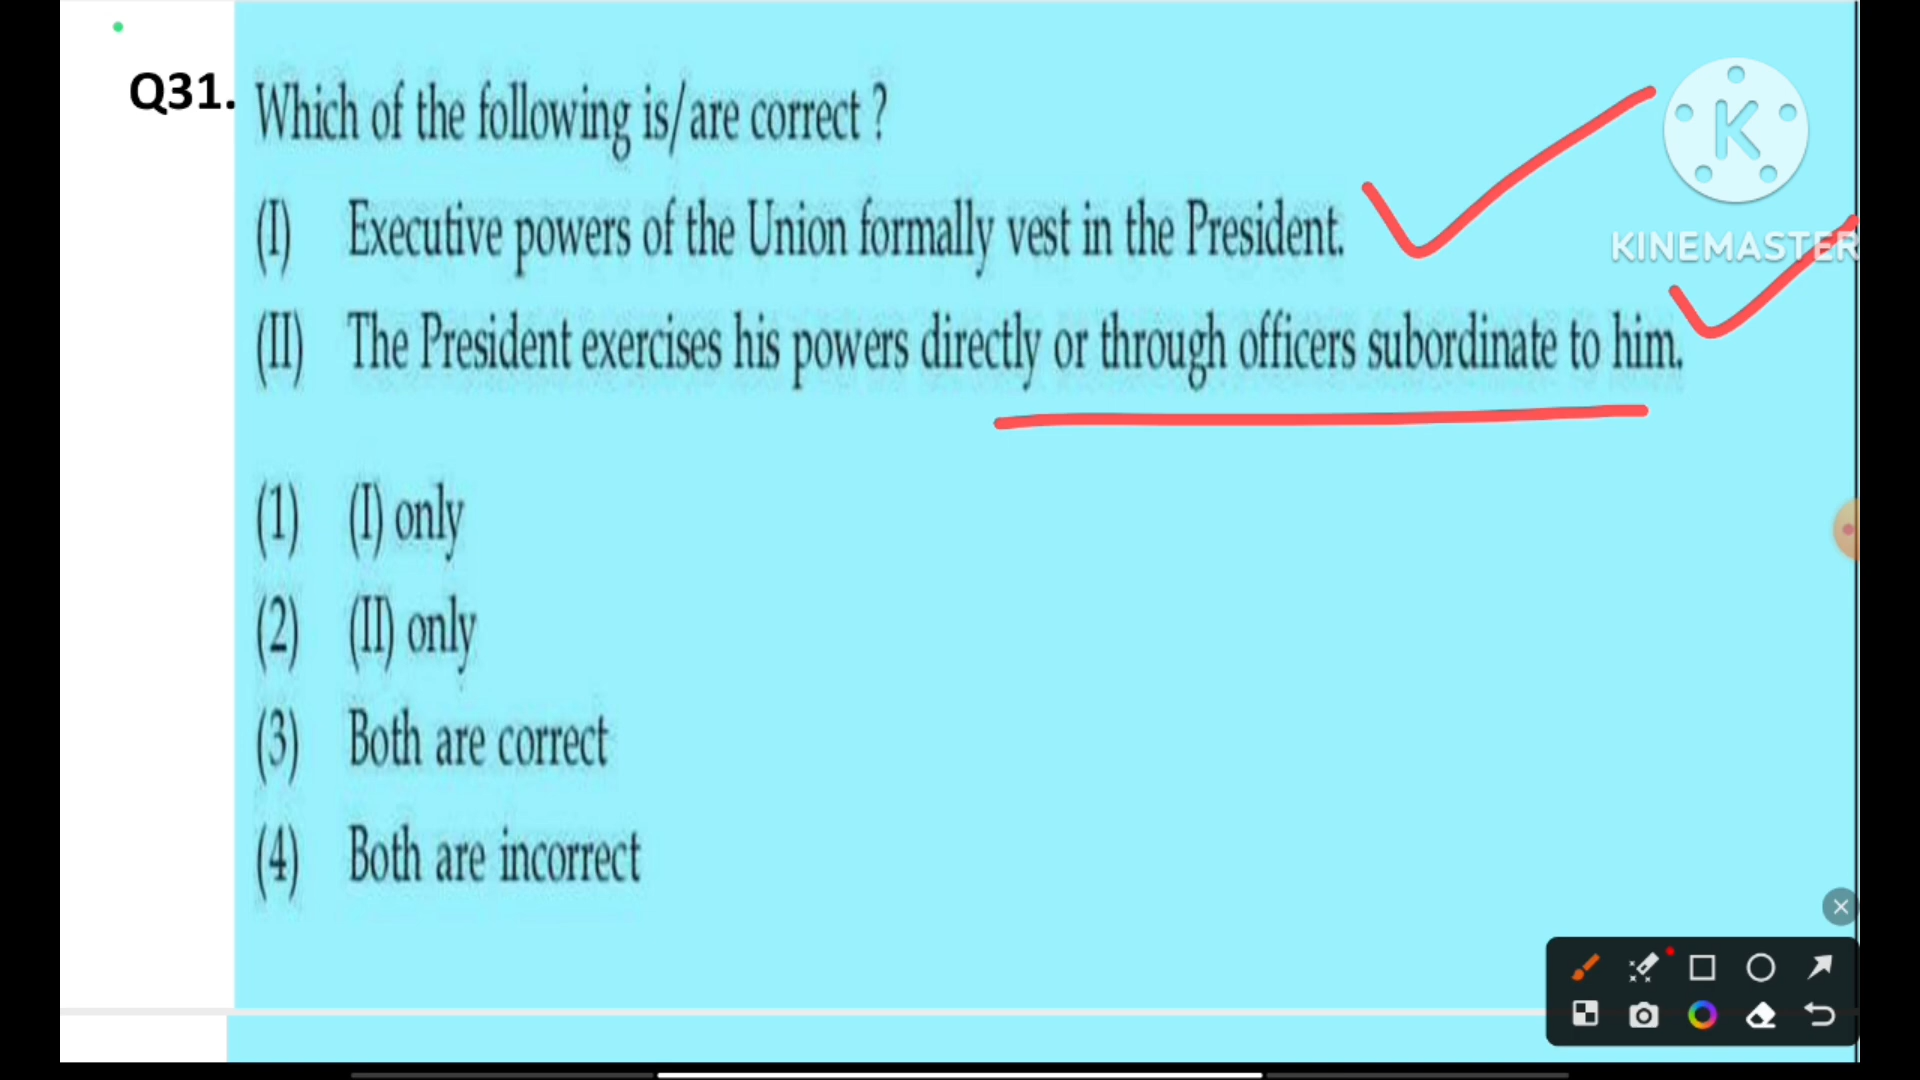 Q31. Which of the following is/are correct ?
(I) Executive powers of the Union formally vest in the President.
KINEMASTER
(II) The President exercises his powers directly or through officers subordinate to him.
(1) (I) only
(2) (II) only
(3) Both are correct
(4) Both are incorrect